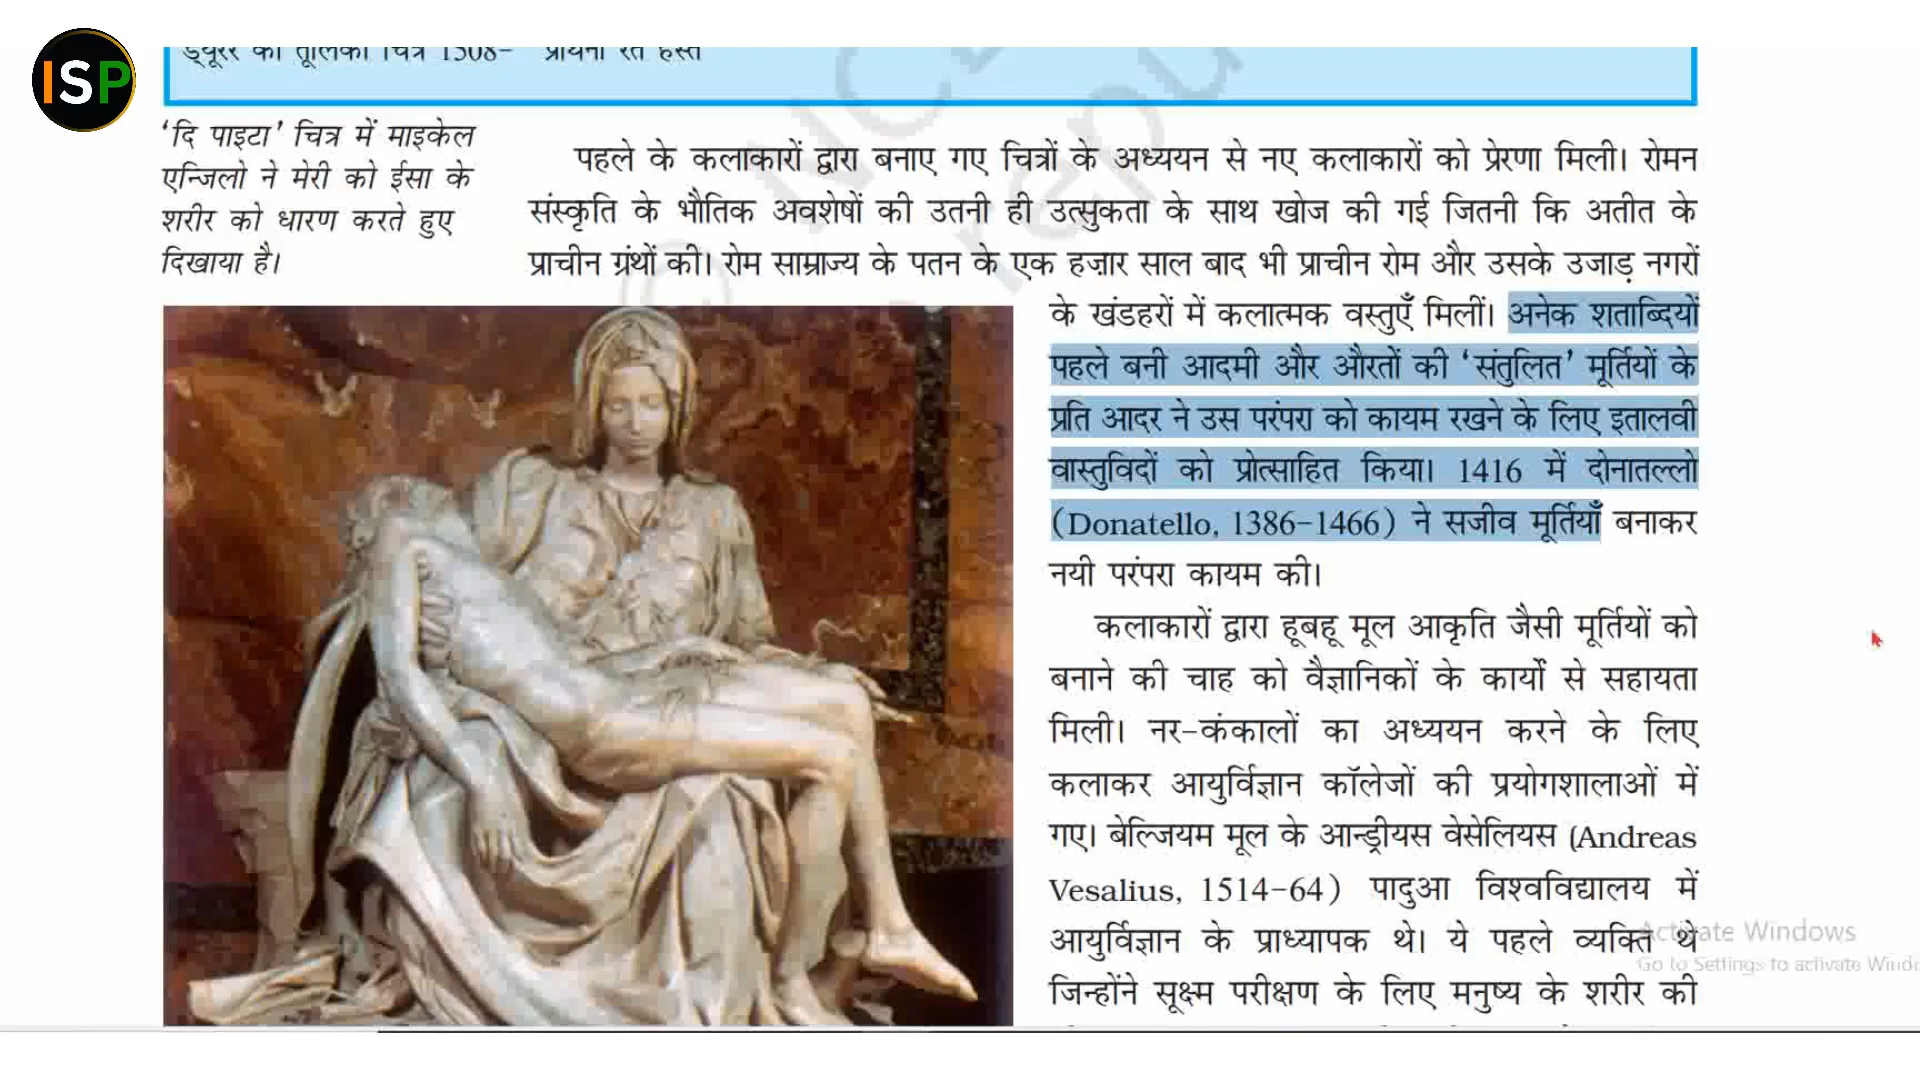 ISP
ड्यूरर का तूलिका चित्र 1508– प्रार्थना रत हस्त
'दि पाइटा' चित्र में माइकेल
एन्जिलो ने मेरी को ईसा के
शरीर को धारण करते हुए
दिखाया है।
पहले के कलाकारों द्वारा बनाए गए चित्रों के अध्ययन से नए कलाकारों को प्रेरणा मिली। रोमन
संस्कृति के भौतिक अवशेषों की उतनी ही उत्सुकता के साथ खोज की गई जितनी कि अतीत के
प्राचीन ग्रंथों की। रोम साम्राज्य के पतन के एक हज़ार साल बाद भी प्राचीन रोम और उसके उजाड़ नगरों
के खंडहरों में कलात्मक वस्तुएँ मिलीं। अनेक शताब्दियों
पहले बनी आदमी और औरतों की 'संतुलित' मूर्तियों के
प्रति आदर ने उस परंपरा को कायम रखने के लिए इतालवी
वास्तुविदों को प्रोत्साहित किया। 1416 में दोनातल्लो
(Donatello, 1386–1466) ने सजीव मूर्तियाँ बनाकर
नयी परंपरा कायम की।
कलाकारों द्वारा हूबहू मूल आकृति जैसी मूर्तियों को
बनाने की चाह को वैज्ञानिकों के कार्यों से सहायता
मिली। नर-कंकालों का अध्ययन करने के लिए
कलाकर आयुर्विज्ञान कॉलेजों की प्रयोगशालाओं में
गए। बेल्जियम मूल के आन्ड्रीयस वेसेलियस (Andreas
Vesalius, 1514–64) पादुआ विश्वविद्यालय में
आयुर्विज्ञान के प्राध्यापक थे। ये पहले व्यक्ति थे
जिन्होंने सूक्ष्म परीक्षण के लिए मनुष्य के शरीर की
Activate Windows
Go to Settings to activate Windo